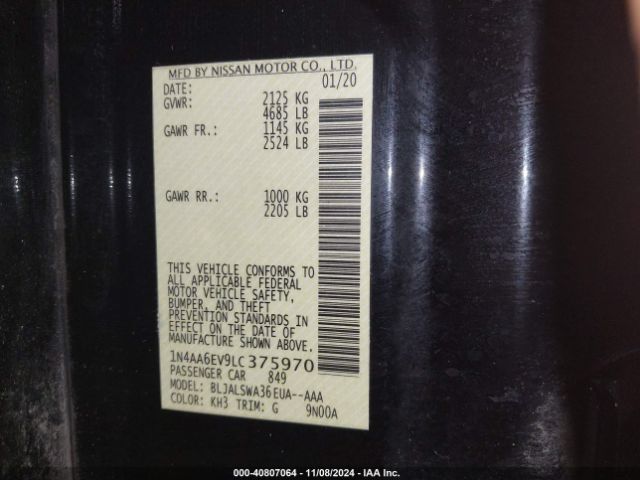 MFD BY NISSAN MOTOR CO., LTD.
DATE: 01/20
GVWR: 2125 KG
4685 LB
GAWR FR.: 1145 KG
2524 LB
GAWR RR.: 1000 KG
2205 LB
THIS VEHICLE CONFORMS TO
ALL APPLICABLE FEDERAL
MOTOR VEHICLE SAFETY,
BUMPER, AND THEFT
PREVENTION STANDARDS IN
EFFECT ON THE DATE OF
MANUFACTURE SHOWN ABOVE.
1N4AA6EV9LC375970
PASSENGER CAR 849
MODEL: BLJALSWA36EUA--AAA
COLOR: KH3 TRIM: G 9N00A
000-40807064 - 11/08/2024 - IAA Inc.